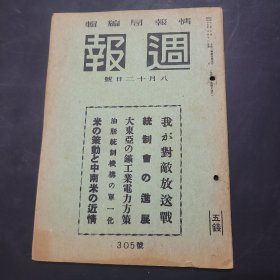 情報局編輯
週報
八月十二日號
我が對敵放送戰
統制會の進展
大東亞の鑛工業電力方策
油脂統制機構の單一化
米の策動と中南米の近情
五錢
305號